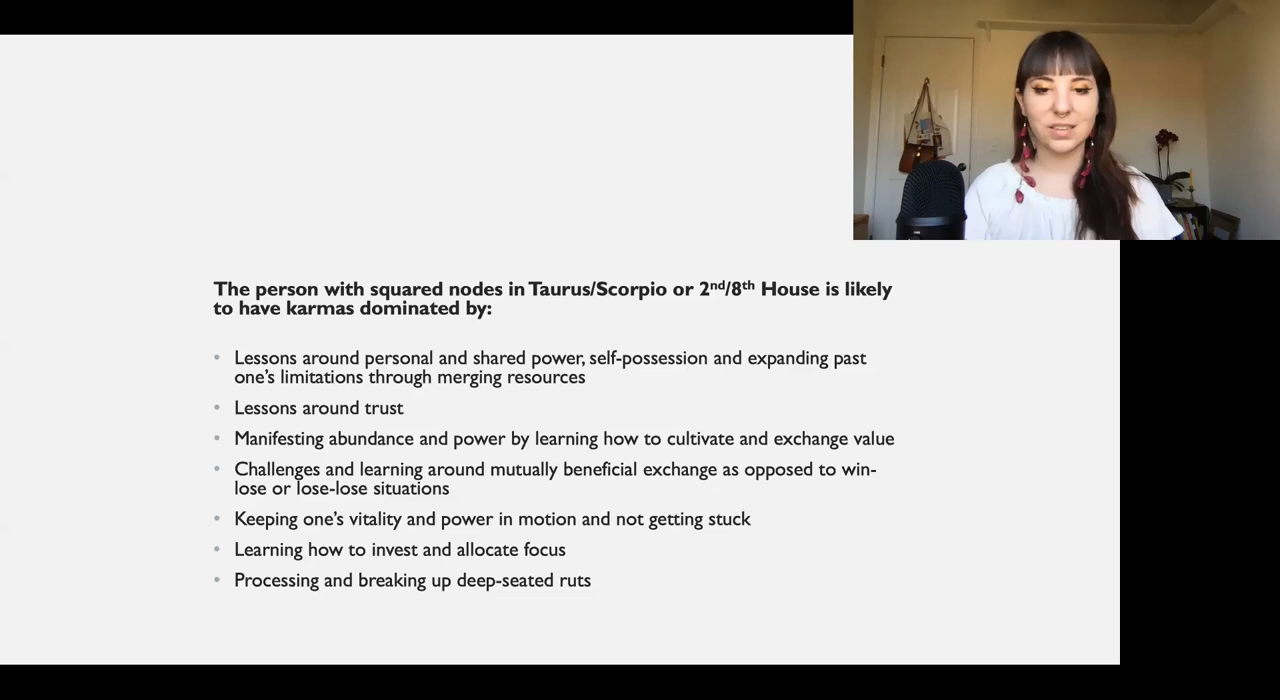 The person with squared nodes in Taurus/Scorpio or 2nd/8th House is likely
to have karmas dominated by:
• Lessons around personal and shared power, self-possession and expanding past
one’s limitations through merging resources
• Lessons around trust
• Manifesting abundance and power by learning how to cultivate and exchange value
• Challenges and learning around mutually beneficial exchange as opposed to win-
lose or lose-lose situations
• Keeping one’s vitality and power in motion and not getting stuck
• Learning how to invest and allocate focus
• Processing and breaking up deep-seated ruts